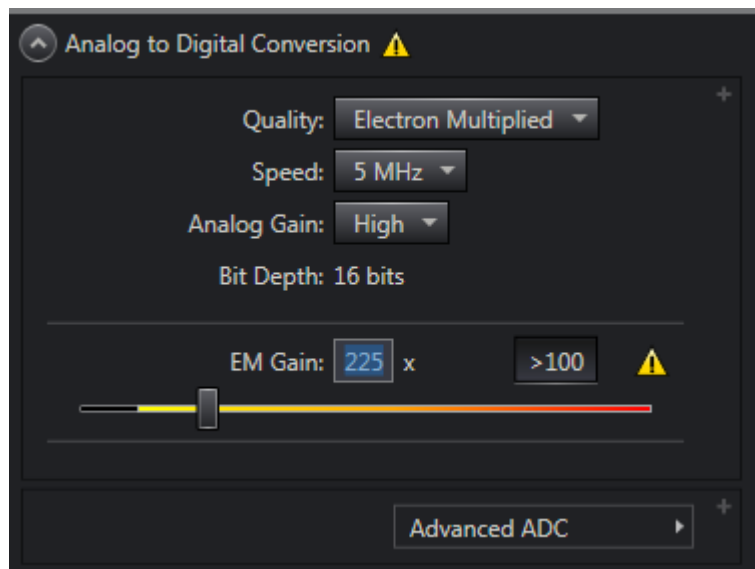 Analog to Digital Conversion
Quality: Electron Multiplied
Speed: 5 MHz
Analog Gain: High
Bit Depth: 16 bits
EM Gain: 225 x >100
Advanced ADC